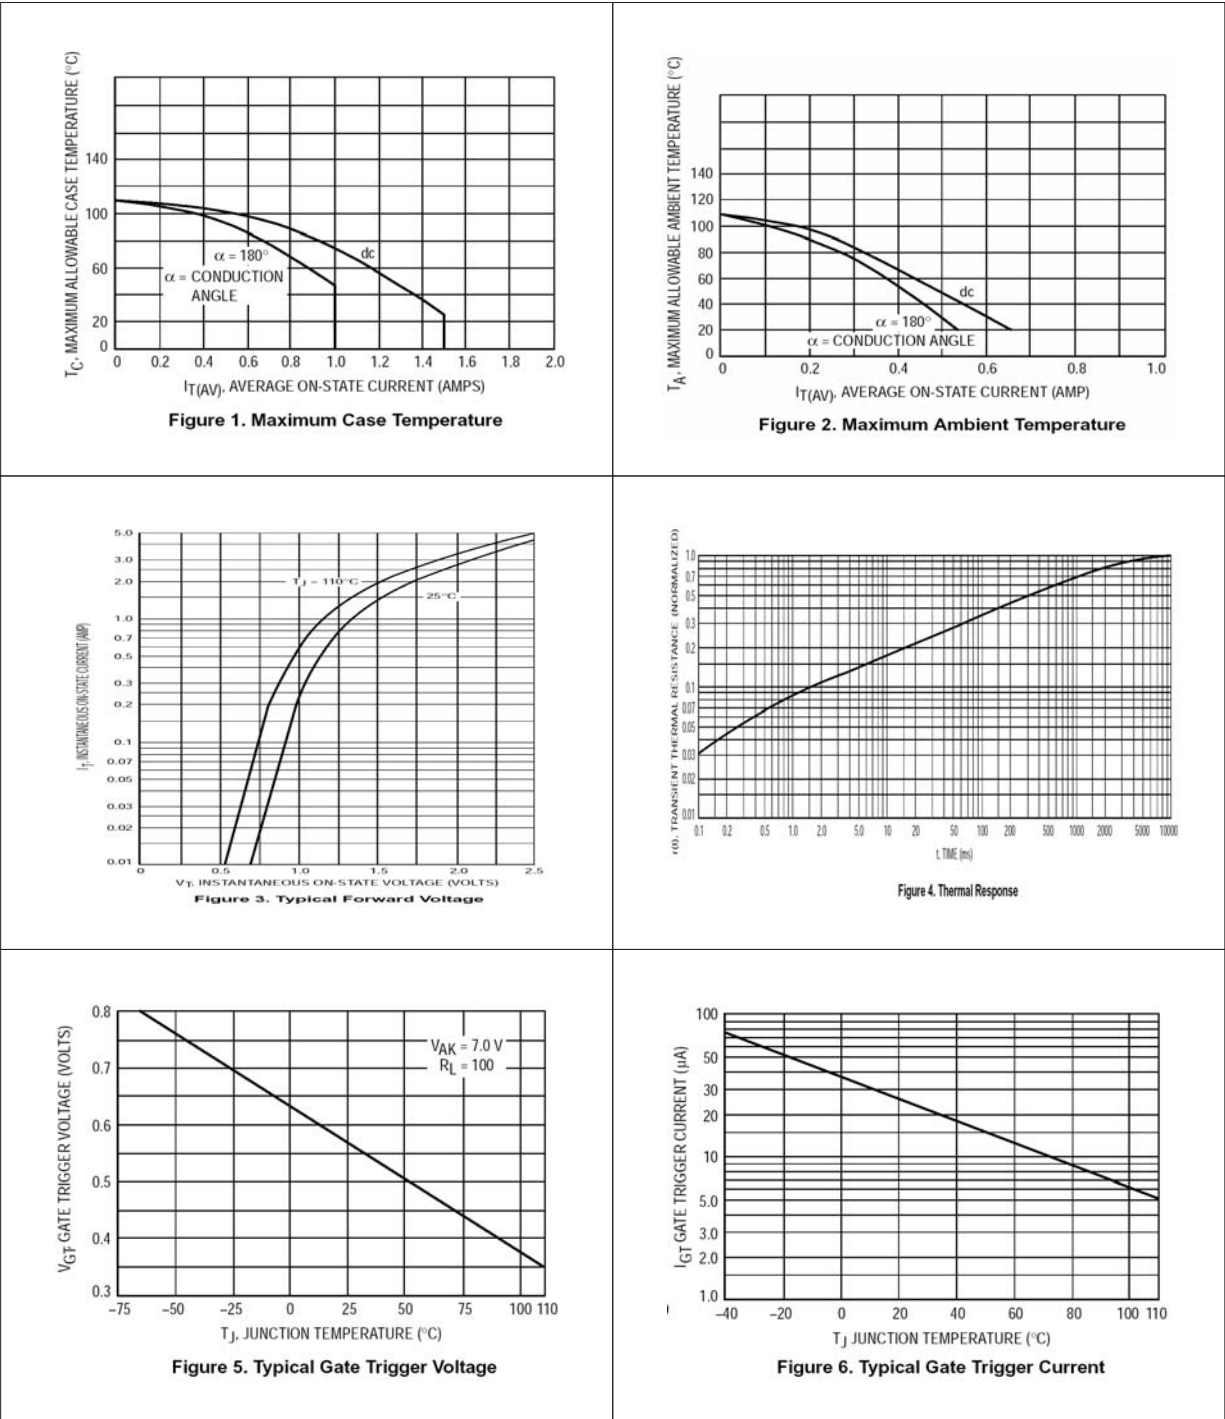 TC, MAXIMUM ALLOWABLE CASE TEMPERATURE (°C)
140
100
60
20
0
α = 180°
α = CONDUCTION
ANGLE
dc
0 0.2 0.4 0.6 0.8 1.0 1.2 1.4 1.6 1.8 2.0
IT(AV), AVERAGE ON-STATE CURRENT (AMPS)
Figure 1. Maximum Case Temperature
TA, MAXIMUM ALLOWABLE AMBIENT TEMPERATURE (°C)
140
120
100
80
60
40
20
0
dc
α = 180°
α = CONDUCTION ANGLE
0 0.2 0.4 0.6 0.8 1.0
IT(AV), AVERAGE ON-STATE CURRENT (AMP)
Figure 2. Maximum Ambient Temperature
IT, INSTANTANEOUS ON-STATE CURRENT (AMP)
5.0
3.0
2.0
1.0
0.7
0.5
0.3
0.2
0.1
0.07
0.05
0.03
0.02
0.01
TJ = 110°C
25°C
0 0.5 1.0 1.5 2.0 2.5
VT, INSTANTANEOUS ON-STATE VOLTAGE (VOLTS)
Figure 3. Typical Forward Voltage
r(t), TRANSIENT THERMAL RESISTANCE (NORMALIZED)
1.0
0.7
0.5
0.3
0.2
0.1
0.07
0.05
0.03
0.02
0.01
0.1 0.2 0.5 1.0 2.0 5.0 10 20 50 100 200 500 1000 2000 5000 10000
t, TIME (ms)
Figure 4. Thermal Response
VGT, GATE TRIGGER VOLTAGE (VOLTS)
0.8
0.7
0.6
0.5
0.4
0.3
VAK = 7.0 V
RL = 100
–75 –50 –25 0 25 50 75 100 110
TJ, JUNCTION TEMPERATURE (°C)
Figure 5. Typical Gate Trigger Voltage
IGT GATE TRIGGER CURRENT (μA)
100
50
30
20
10
5.0
3.0
2.0
1.0
–40 –20 0 20 40 60 80 100 110
TJ JUNCTION TEMPERATURE (°C)
Figure 6. Typical Gate Trigger Current